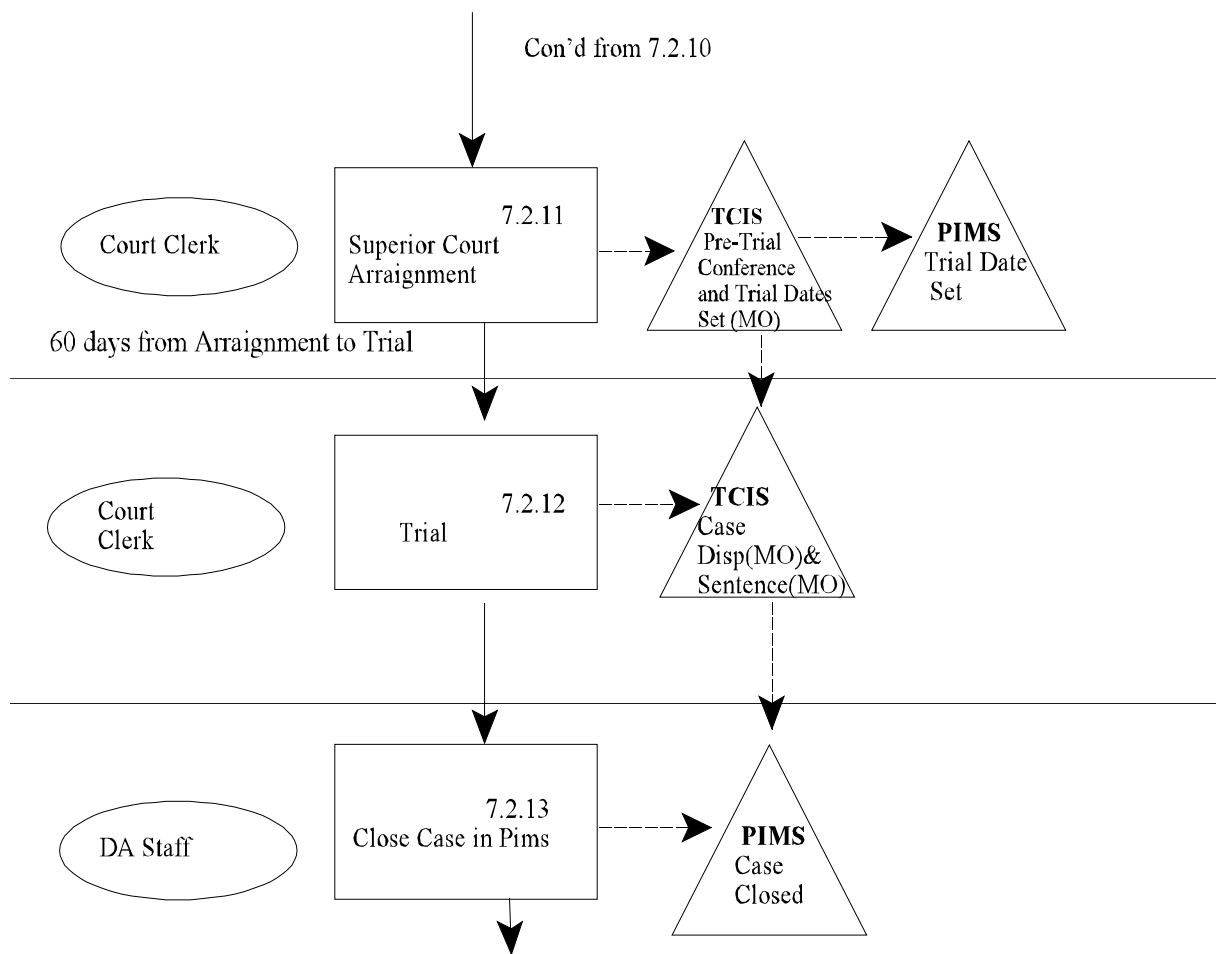 Con'd from 7.2.10
Court Clerk
7.2.11
Superior Court
Arraignment
TCIS
Pre-Trial
Conference
and Trial Dates
Set (MO)
PIMS
Trial Date
Set
60 days from Arraignment to Trial
Court
Clerk
7.2.12
Trial
TCIS
Case
Disp(MO)&
Sentence(MO)
DA Staff
7.2.13
Close Case in Pims
PIMS
Case
Closed